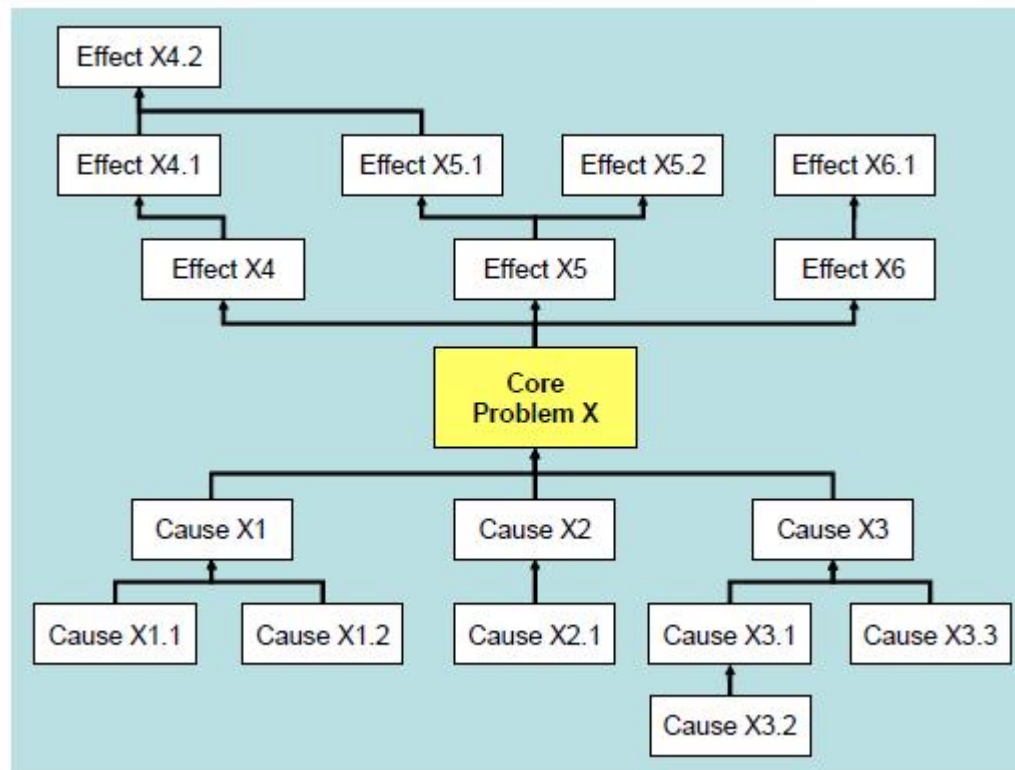 Effect X4.2
Effect X4.1
Effect X5.1
Effect X5.2
Effect X6.1
Effect X4
Effect X5
Effect X6
Core
Problem X
Cause X1
Cause X2
Cause X3
Cause X1.1
Cause X1.2
Cause X2.1
Cause X3.1
Cause X3.3
Cause X3.2